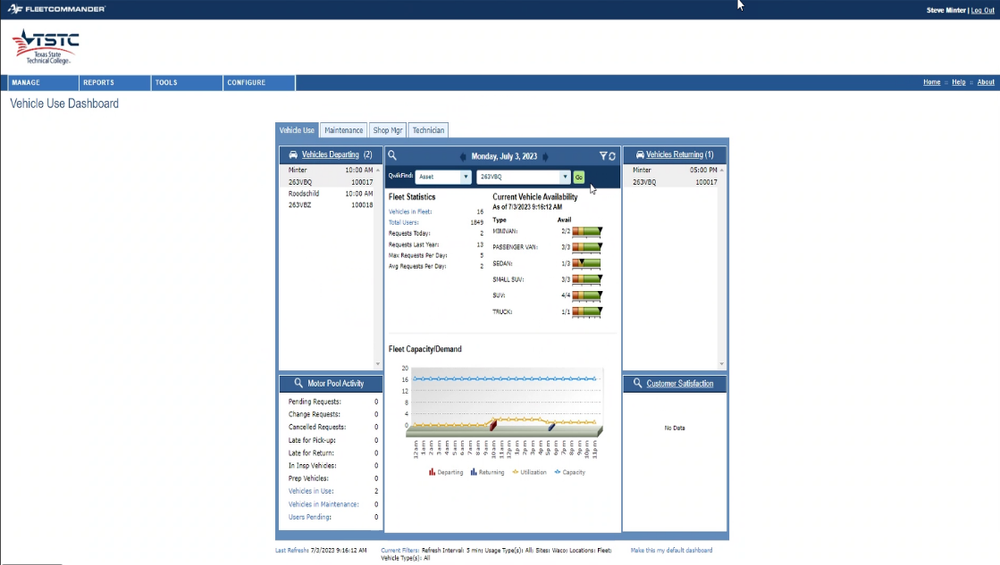 FLEETCOMMANDER
Steve Minter | Log Out
TSTC
Texas State
Technical College
MANAGE REPORTS TOOLS CONFIGURE
Home :: Help :: About
Vehicle Use Dashboard
Vehicle Use Maintenance Shop Mgr Technician
Vehicles Departing (2)
Minter 10:00 AM
263VBQ 100017
Roodschild 10:00 AM
263VBZ 100018
Monday, July 3, 2023
QwikFind: Asset 263VBQ Go
Fleet Statistics
Vehicles in Fleet: 16
Total Users: 1849
Requests Today: 2
Requests Last Year: 13
Max Requests Per Day: 5
Avg Requests Per Day: 2
Current Vehicle Availability
As of 7/3/2023 9:16:12 AM
Type Avail
MINIVAN: 2/2
PASSENGER VAN: 3/3
SEDAN: 1/3
SMALL SUV: 3/3
SUV: 4/4
TRUCK: 1/1
Vehicles Returning (1)
Minter 05:00 PM
263VBQ 100017
Fleet Capacity/Demand
20
16
12
8
4
0
12am 1am 2am 3am 4am 5am 6am 7am 8am 9am 10am 11am 12pm 1pm 2pm 3pm 4pm 5pm 6pm 7pm 8pm 9pm 10pm 11pm
Departing Returning Utilization Capacity
Motor Pool Activity
Pending Requests: 0
Change Requests: 0
Cancelled Requests: 0
Late for Pick-up: 0
Late for Return: 0
In Insp Vehicles: 0
Prep Vehicles: 0
Vehicles in Use: 2
Vehicles in Maintenance: 0
Users Pending: 0
Customer Satisfaction
No Data
Last Refresh: 7/3/2023 9:16:12 AM
Current Filters: Refresh Interval: 5 min; Usage Type(s): All; Sites: Waco; Locations: Fleet;
Vehicle Type(s): All
Make this my default dashboard